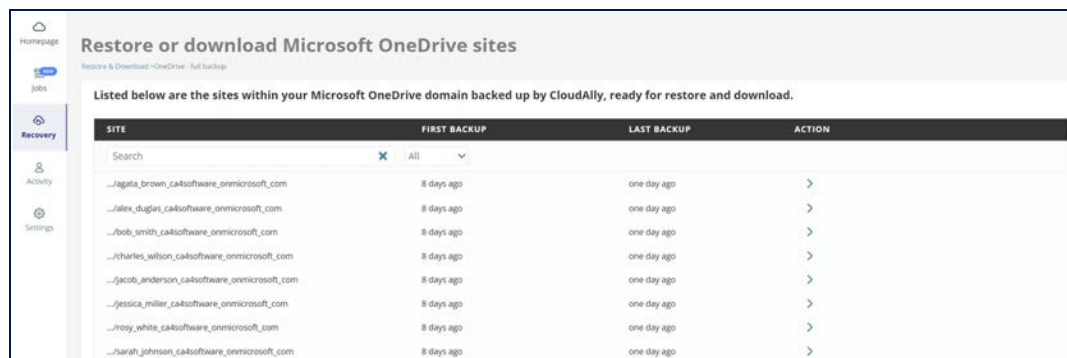 Homepage
Restore or download Microsoft OneDrive sites
Restore & Download >OneDrive - full backup
NEW
Jobs
Listed below are the sites within your Microsoft OneDrive domain backed up by CloudAlly, ready for restore and download.
Recovery
SITE FIRST BACKUP LAST BACKUP ACTION
Search All
Activity
.../agata_brown_ca4software_onmicrosoft_com 8 days ago one day ago
.../alex_duglas_ca4software_onmicrosoft_com 8 days ago one day ago
Settings
.../bob_smith_ca4software_onmicrosoft_com 8 days ago one day ago
.../charles_wilson_ca4software_onmicrosoft_com 8 days ago one day ago
.../jacob_anderson_ca4software_onmicrosoft_com 8 days ago one day ago
.../jessica_miller_ca4software_onmicrosoft_com 8 days ago one day ago
.../rosy_white_ca4software_onmicrosoft_com 8 days ago one day ago
.../sarah_johnson_ca4software_onmicrosoft_com 8 days ago one day ago